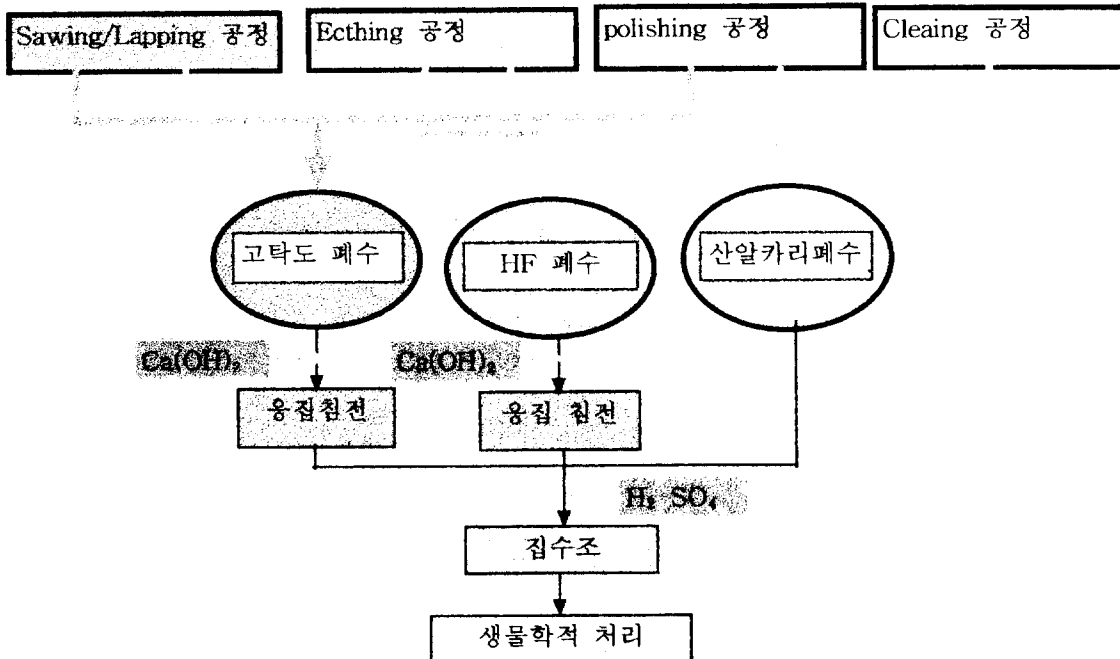 Sawing/Lapping 공정
Ecthing 공정
polishing 공정
Cleaing 공정
고탁도 폐수
HF 폐수
산알카리폐수
Ca(OH)₂
Ca(OH)₂
응집침전
응집 침전
H₂ SO₄
집수조
생물학적 처리